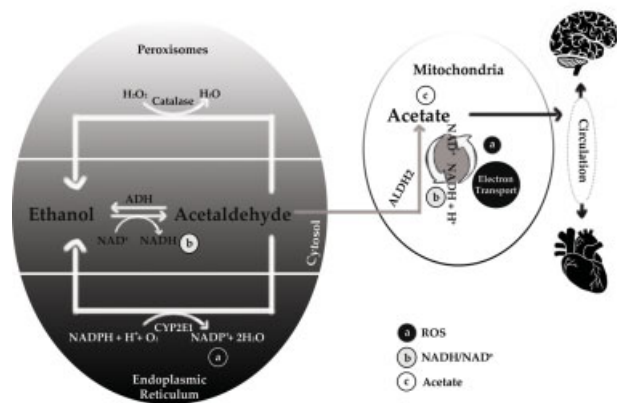 Peroxisomes
H₂O₂
H₂O
Catalase
Mitochondria
c
Acetate
NAD⁺
a
Electron
Transport
NADH + H⁺
b
ALDH2
Circulation
Ethanol
ADH
Acetaldehyde
NAD⁺
NADH
b
Cytosol
CYP2E1
NADPH + H⁺+ O₂
NADP⁺+ 2H₂O
a
Endoplasmic
Reticulum
a ROS
b NADH/NAD⁺
c Acetate